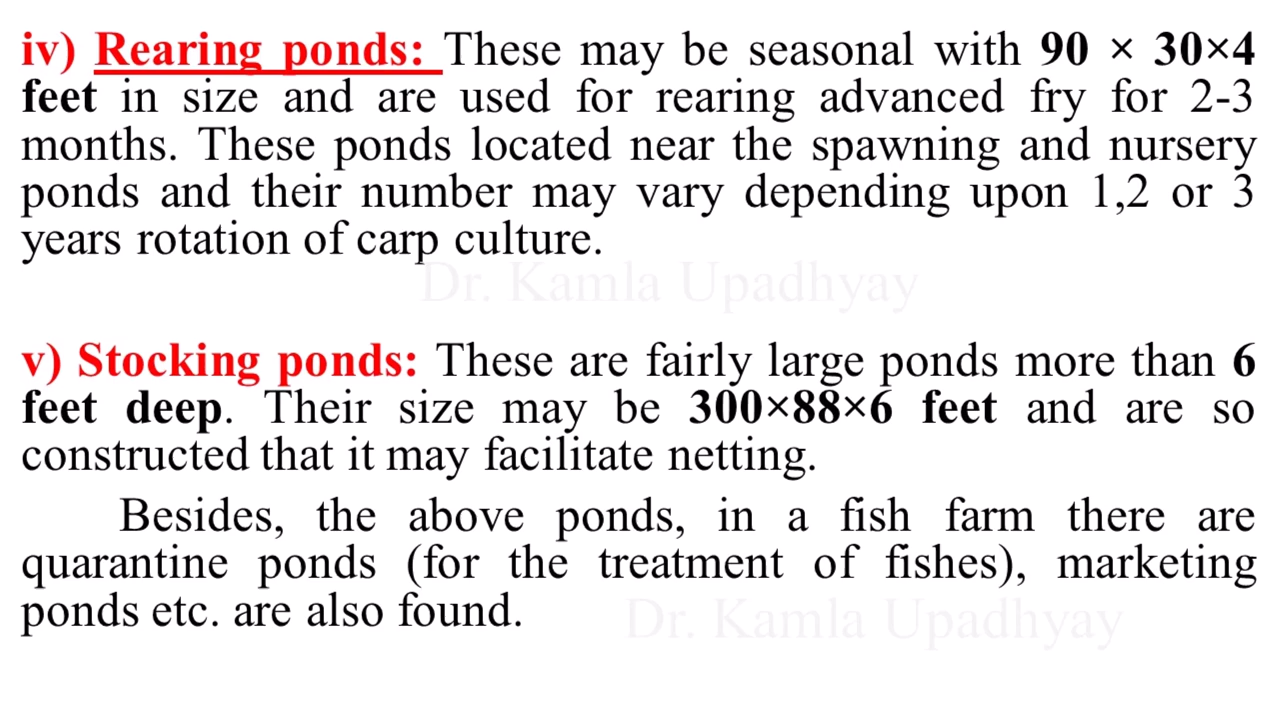 iv) Rearing ponds: These may be seasonal with 90 × 30×4
feet in size and are used for rearing advanced fry for 2-3
months. These ponds located near the spawning and nursery
ponds and their number may vary depending upon 1,2 or 3
years rotation of carp culture.
Dr. Kamla Upadhyay
v) Stocking ponds: These are fairly large ponds more than 6
feet deep. Their size may be 300×88×6 feet and are so
constructed that it may facilitate netting.
Besides, the above ponds, in a fish farm there are
quarantine ponds (for the treatment of fishes), marketing
ponds etc. are also found.
Dr. Kamla Upadhyay